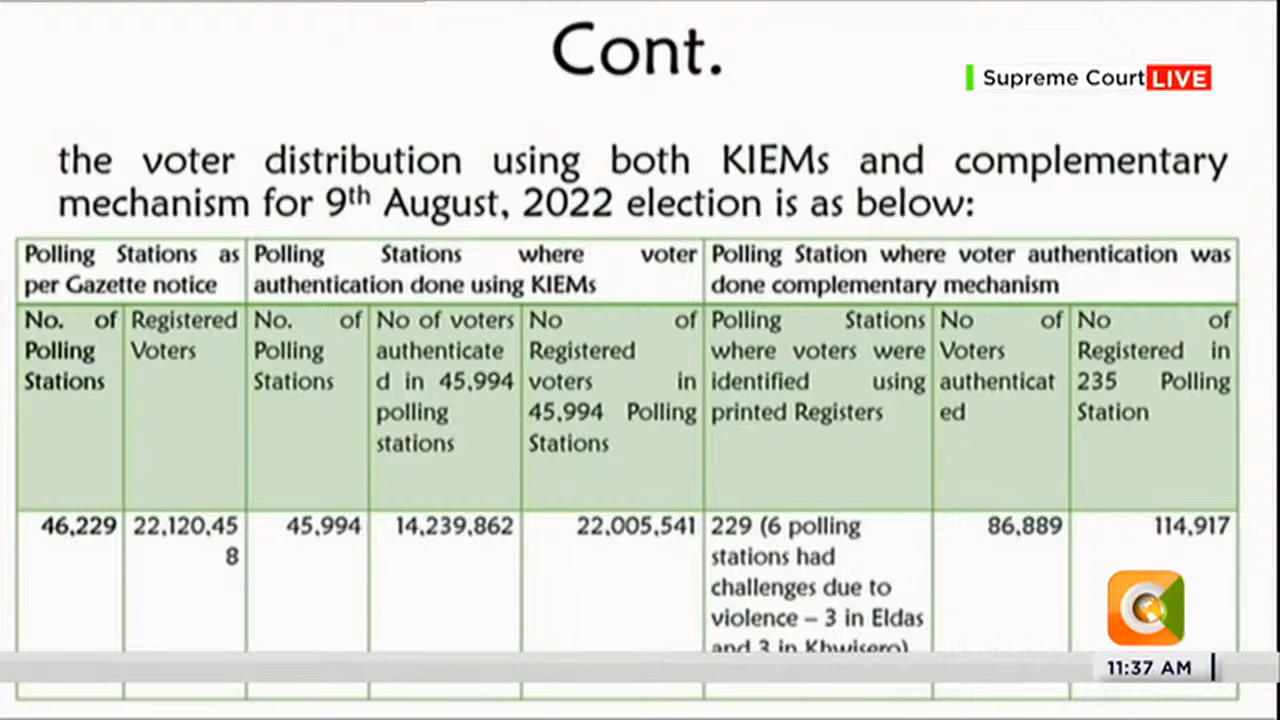 Cont.
Supreme Court LIVE
the voter distribution using both KIEMs and complementary
mechanism for 9th August, 2022 election is as below:
Polling Stations as
per Gazette notice
Polling Stations where voter
authentication done using KIEMs
Polling Station where voter authentication was
done complementary mechanism
No. of
Polling
Stations
Registered
Voters
No. of
Polling
Stations
No of voters
authenticate
d in 45,994
polling
stations
No of
Registered
voters in
45,994 Polling
Stations
Polling Stations
where voters were
identified using
printed Registers
No of
Voters
authenticat
ed
No of
Registered in
235 Polling
Station
46,229
22,120,45
8
45,994
14,239,862
22,005,541
229 (6 polling
stations had
challenges due to
violence – 3 in Eldas
and 3 in Khwisero)
86,889
114,917
11:37 AM